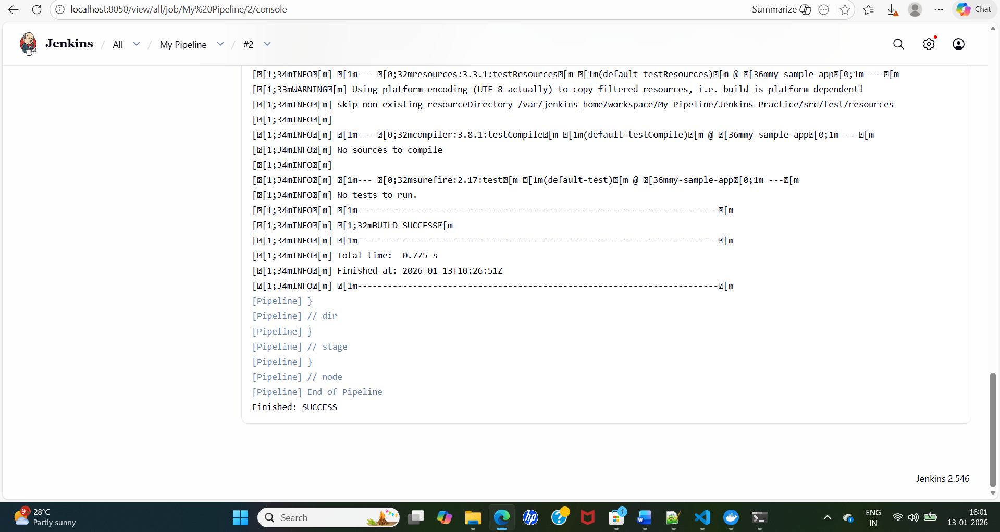 localhost:8050/view/all/job/My%20Pipeline/2/console
Summarize
Chat
Jenkins / All / My Pipeline / #2
[␛[1;34mINFO␛[m] ␛[1m--- ␛[0;32mresources:3.3.1:testResources␛[m ␛[1m(default-testResources)␛[m @ ␛[36mmy-sample-app␛[0;1m ---␛[m
[␛[1;33mWARNING␛[m] Using platform encoding (UTF-8 actually) to copy filtered resources, i.e. build is platform dependent!
[␛[1;34mINFO␛[m] skip non existing resourceDirectory /var/jenkins_home/workspace/My Pipeline/Jenkins-Practice/src/test/resources
[␛[1;34mINFO␛[m]
[␛[1;34mINFO␛[m] ␛[1m--- ␛[0;32mcompiler:3.8.1:testCompile␛[m ␛[1m(default-testCompile)␛[m @ ␛[36mmy-sample-app␛[0;1m ---␛[m
[␛[1;34mINFO␛[m] No sources to compile
[␛[1;34mINFO␛[m]
[␛[1;34mINFO␛[m] ␛[1m--- ␛[0;32msurefire:2.17:test␛[m ␛[1m(default-test)␛[m @ ␛[36mmy-sample-app␛[0;1m ---␛[m
[␛[1;34mINFO␛[m] No tests to run.
[␛[1;34mINFO␛[m] ␛[1m------------------------------------------------------------------------␛[m
[␛[1;34mINFO␛[m] ␛[1;32mBUILD SUCCESS␛[m
[␛[1;34mINFO␛[m] ␛[1m------------------------------------------------------------------------␛[m
[␛[1;34mINFO␛[m] Total time:  0.775 s
[␛[1;34mINFO␛[m] Finished at: 2026-01-13T10:26:51Z
[␛[1;34mINFO␛[m] ␛[1m------------------------------------------------------------------------␛[m
[Pipeline] }
[Pipeline] // dir
[Pipeline] }
[Pipeline] // stage
[Pipeline] }
[Pipeline] // node
[Pipeline] End of Pipeline
Finished: SUCCESS
Jenkins 2.546
9+
28°C
Partly sunny
Search
hp
1
ENG
IN
16:01
13-01-2026